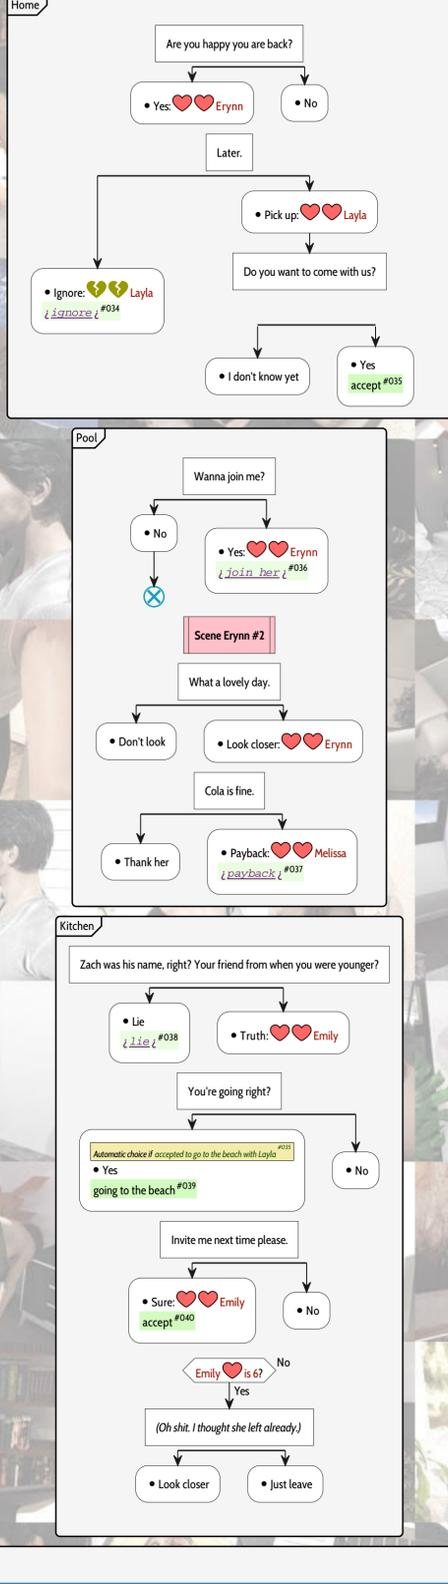 Home
Are you happy you are back?
• Yes: Erynn
• No
Later.
• Pick up: Layla
Do you want to come with us?
• Ignore: Layla
¿ignore¿ #034
• I don't know yet
• Yes
accept #035
Pool
Wanna join me?
• No
• Yes: Erynn
¿join her¿ #036
Scene Erynn #2
What a lovely day.
• Don't look
• Look closer: Erynn
Cola is fine.
• Thank her
• Payback: Melissa
¿payback¿ #037
Kitchen
Zach was his name, right? Your friend from when you were younger?
• Lie
¿lie¿ #038
• Truth: Emily
You're going right?
Automatic choice if accepted to go to the beach with Layla #035
• Yes
going to the beach #039
• No
Invite me next time please.
• Sure: Emily
accept #040
• No
Emily is 6?
No
Yes
(Oh shit. I thought she left already.)
• Look closer
• Just leave